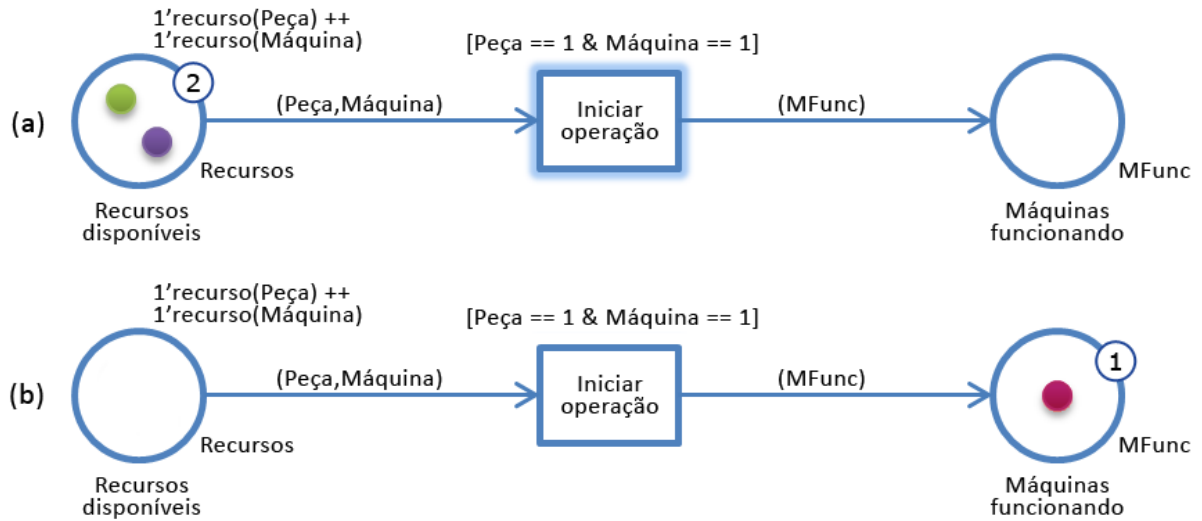 1'recurso(Peça) ++
1'recurso(Máquina)
[Peça == 1 & Máquina == 1]
2
(a)
(Peça,Máquina)
Iniciar
operação
(MFunc)
Recursos
MFunc
Recursos
disponíveis
Máquinas
funcionando
1'recurso(Peça) ++
1'recurso(Máquina)
[Peça == 1 & Máquina == 1]
1
(b)
(Peça,Máquina)
Iniciar
operação
(MFunc)
Recursos
MFunc
Recursos
disponíveis
Máquinas
funcionando